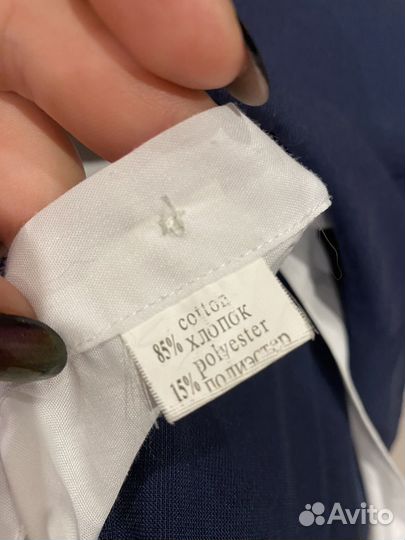 cotton
85% хлопок
polyester
15% полиэстер
Avito